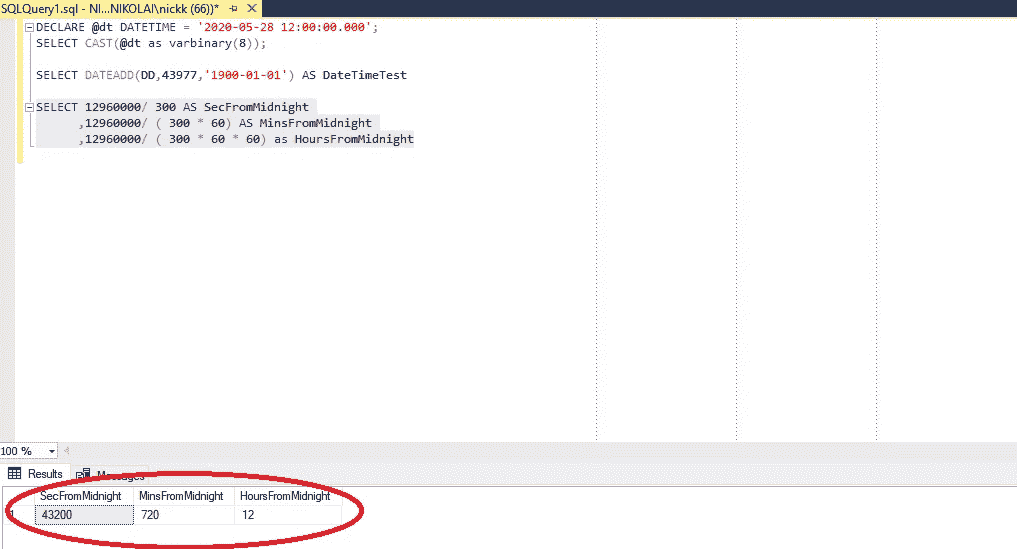 SQLQuery1.sql - NI...NIKOLAI\nickk (66))*
DECLARE @dt DATETIME = '2020-05-28 12:00:00.000';
SELECT CAST(@dt as varbinary(8));
SELECT DATEADD(DD,43977,'1900-01-01') AS DateTimeTest
SELECT 12960000/ 300 AS SecFromMidnight
,12960000/ ( 300 * 60) AS MinsFromMidnight
,12960000/ ( 300 * 60 * 60) as HoursFromMidnight
100 %
Results Messages
SecFromMidnight MinsFromMidnight HoursFromMidnight
1 43200 720 12